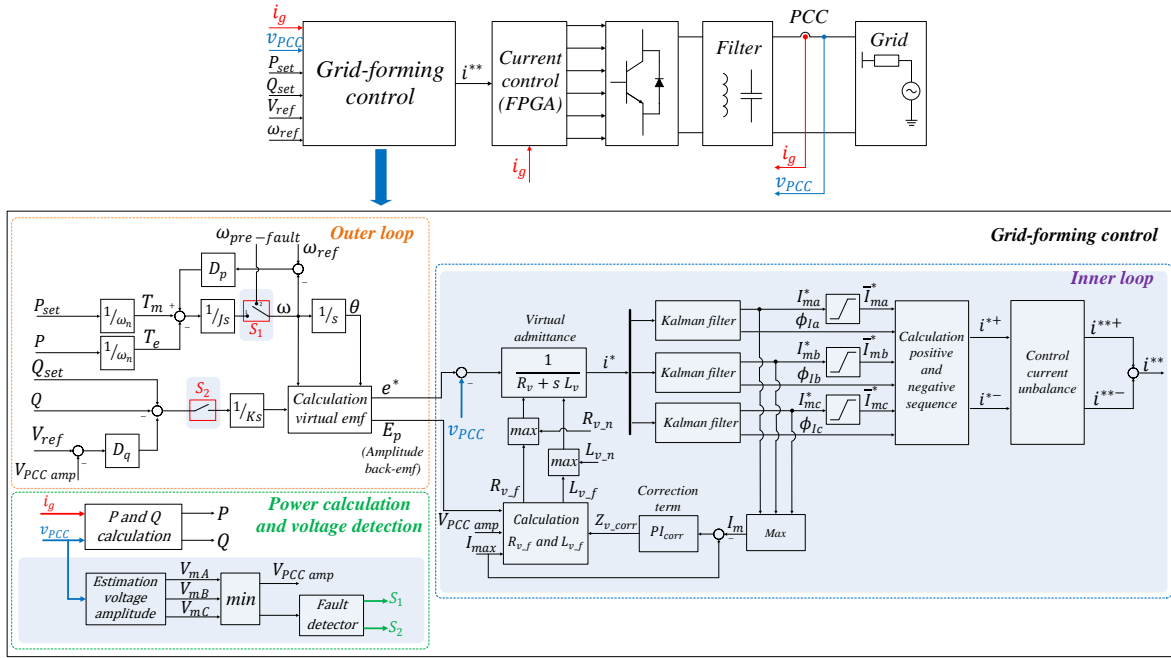 i_g
v_PCC
P_set
Q_set
V_ref
ω_ref
Grid-forming
control
i**
Current
control
(FPGA)
i_g
Filter
PCC
Grid
i_g
v_PCC
Outer loop
ω_pre−fault
ω_ref
D_p
P_set
1/ω_n
T_m
+
−
−
1/Js
1
2
S_1
ω
1/s
θ
P
1/ω_n
T_e
Q_set
Q
−
−
S_2
1/Ks
Calculation
virtual emf
e*
E_p
(Amplitude
back-emf)
V_ref
−
D_q
V_PCC amp
Power calculation
and voltage detection
i_g
v_PCC
P and Q
calculation
P
Q
Estimation
voltage
amplitude
V_mA
V_mB
V_mC
min
V_PCC amp
Fault
detector
S_1
S_2
Grid-forming control
Inner loop
−
v_PCC
Virtual
admittance
1
R_v + s L_v
i*
max
R_v_n
max
L_v_n
R_v_f
L_v_f
V_PCC amp
I_max
Calculation
R_v_f and L_v_f
Z_v_corr
Correction
term
PI_corr
I_m
−
Max
Kalman filter
I*_ma
Ī*_ma
ϕ_Ia
Kalman filter
I*_mb
Ī*_mb
ϕ_Ib
Kalman filter
I*_mc
Ī*_mc
ϕ_Ic
Calculation
positive
and
negative
sequence
i*+
i*−
Control
current
unbalance
i**+
i**−
i**